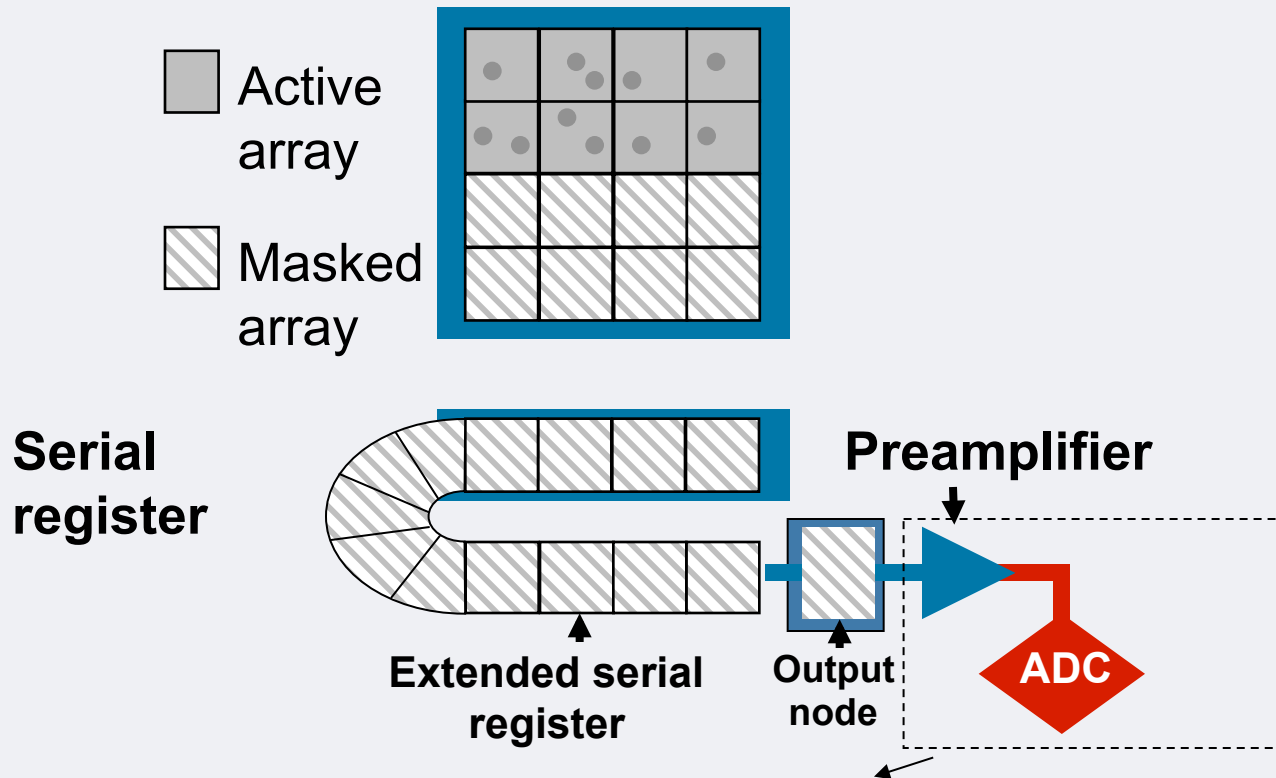 Active
array
Masked
array
Serial
register
Preamplifier
Extended serial
register
Output
node
ADC